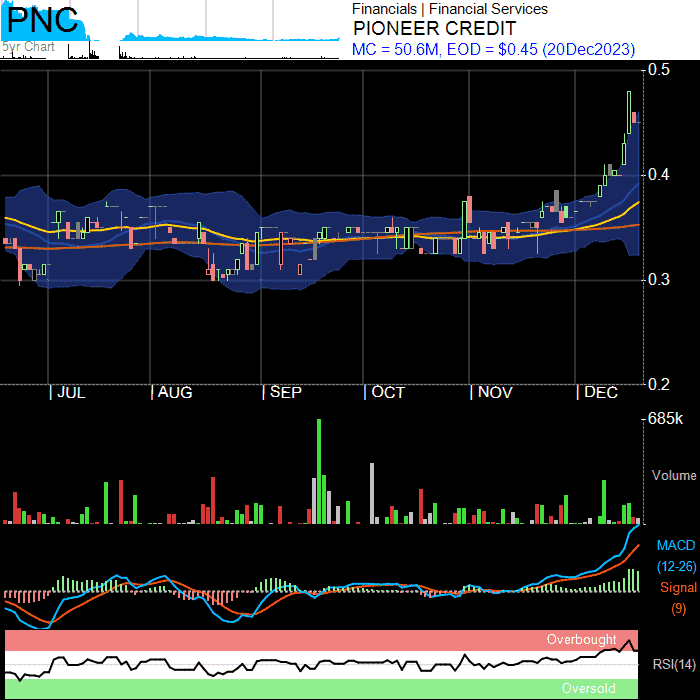 PNC
5yr Chart
Financials | Financial Services
PIONEER CREDIT
MC = 50.6M, EOD = $0.45 (20Dec2023)
0.5
0.4
0.3
0.2
JUL
AUG
SEP
OCT
NOV
DEC
685k
Volume
MACD
(12-26)
Signal
(9)
Overbought
RSI(14)
Oversold